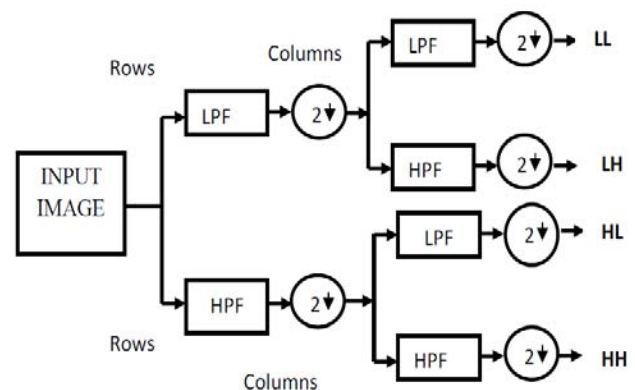 Rows
Columns
LPF
2
LPF
2
LL
HPF
2
LH
INPUT
IMAGE
LPF
2
HL
HPF
2
HPF
2
HH
Rows
Columns